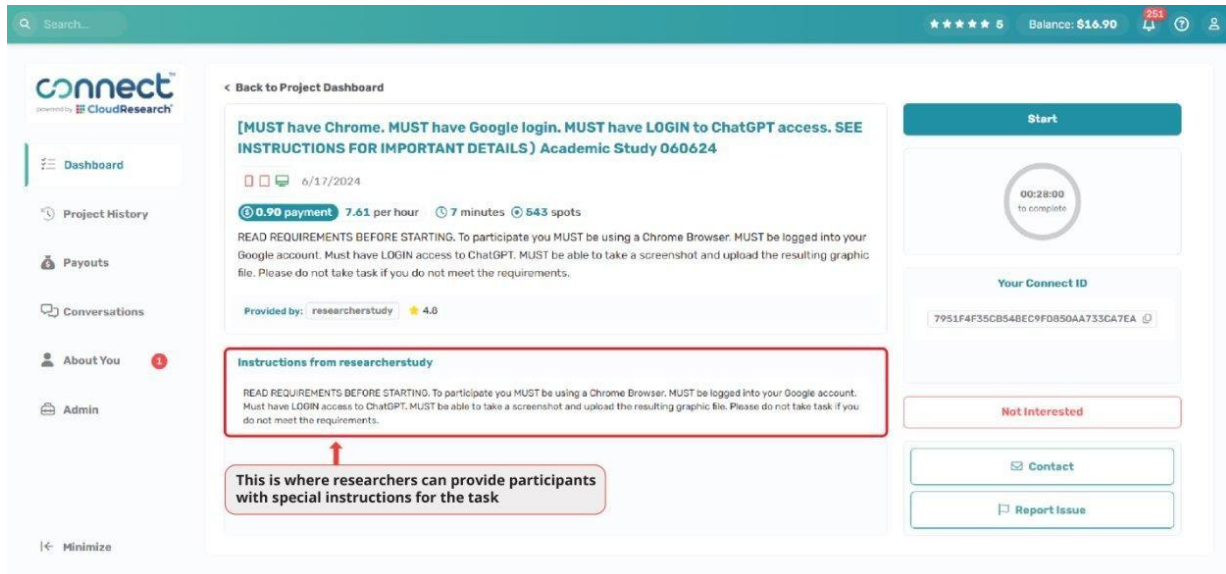 Search...
★★★★★ 5
Balance: $16.90
251
connect™
powered by CloudResearch®
Dashboard
Project History
Payouts
Conversations
About You
1
Admin
Minimize
< Back to Project Dashboard
[MUST have Chrome. MUST have Google login. MUST have LOGIN to ChatGPT access. SEE
INSTRUCTIONS FOR IMPORTANT DETAILS) Academic Study 060624
6/17/2024
0.90 payment 7.61 per hour 7 minutes 543 spots
READ REQUIREMENTS BEFORE STARTING. To participate you MUST be using a Chrome Browser. MUST be logged into your
Google account. Must have LOGIN access to ChatGPT. MUST be able to take a screenshot and upload the resulting graphic
file. Please do not take task if you do not meet the requirements.
Provided by: researcherstudy 4.8
Instructions from researcherstudy
READ REQUIREMENTS BEFORE STARTING. To participate you MUST be using a Chrome Browser. MUST be logged into your Google account.
Must have LOGIN access to ChatGPT. MUST be able to take a screenshot and upload the resulting graphic file. Please do not take task if you
do not meet the requirements.
This is where researchers can provide participants
with special instructions for the task
Start
00:28:00
to complete
Your Connect ID
Not Interested
Contact
Report Issue